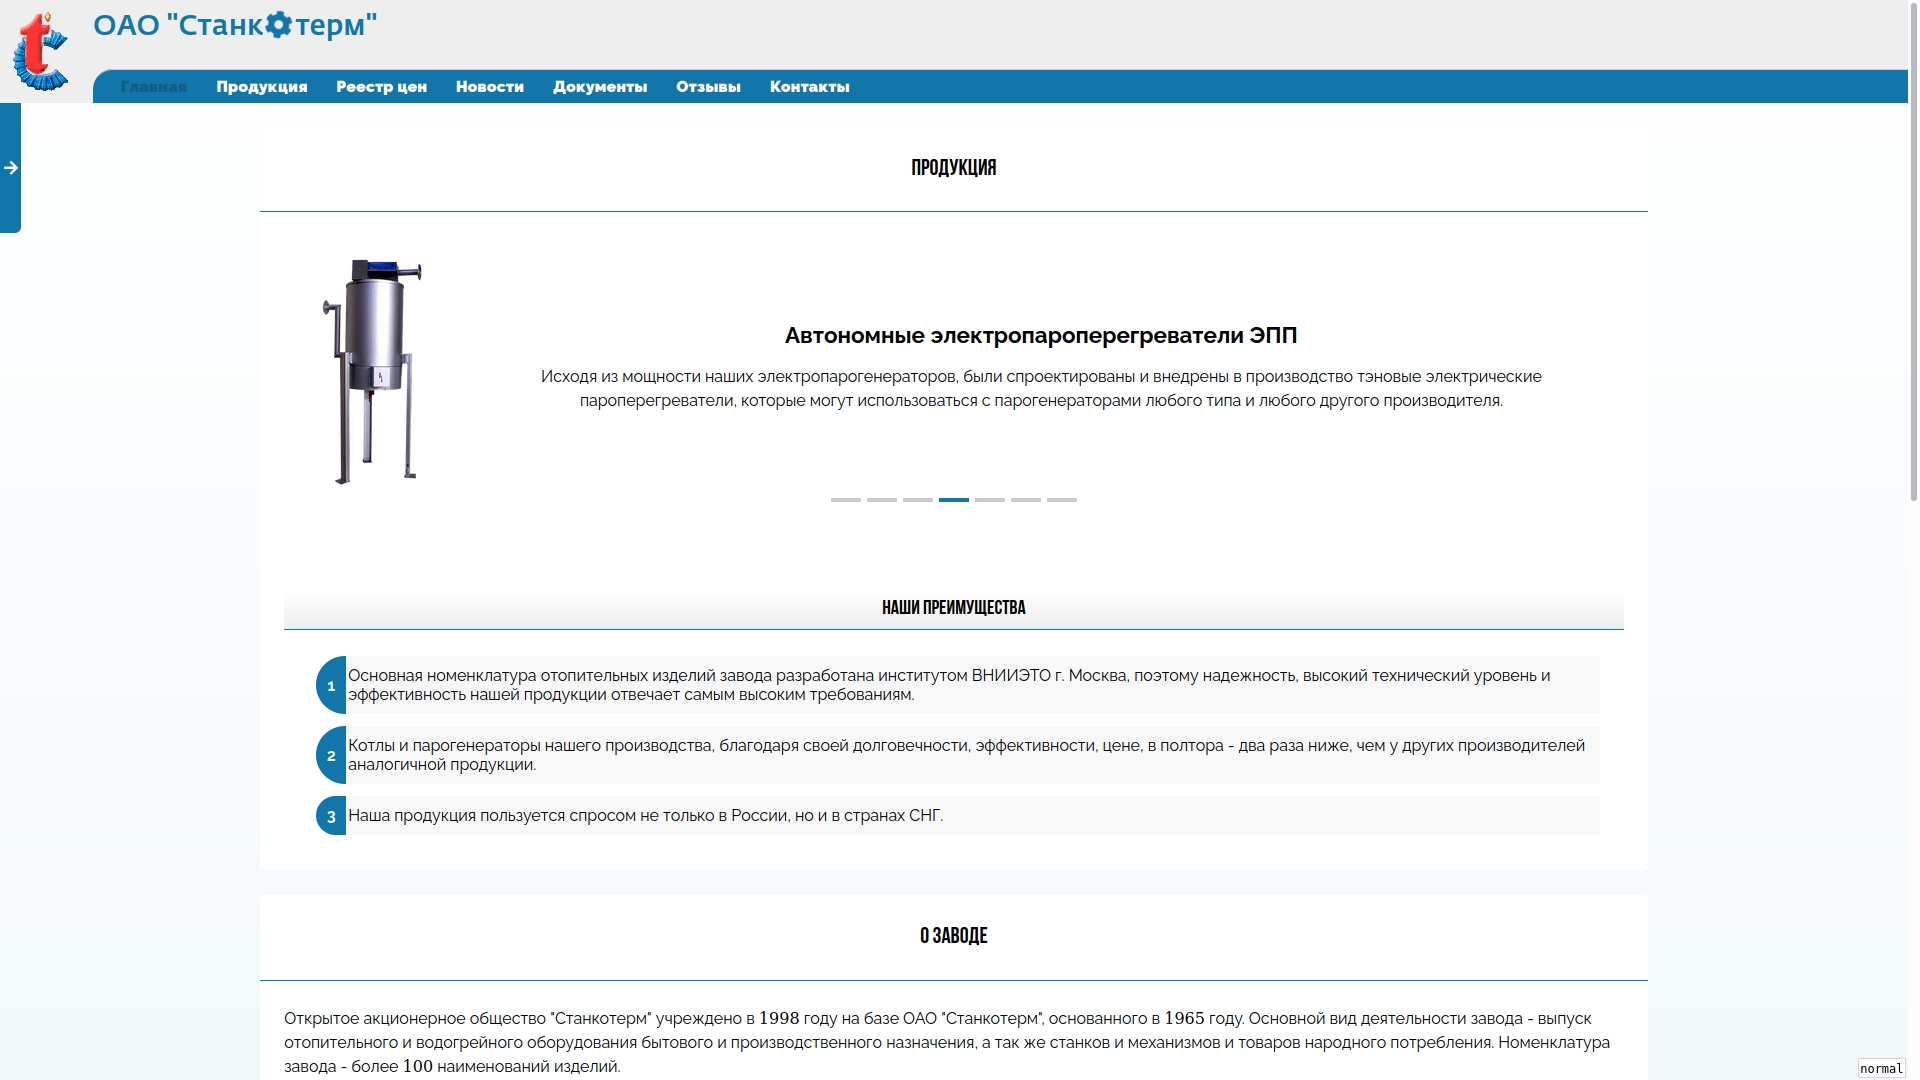 ОАО "Станкотерм"
Главная Продукция Реестр цен Новости Документы Отзывы Контакты
ПРОДУКЦИЯ
Автономные электропароперегреватели ЭПП
Исходя из мощности наших электропарогенераторов, были спроектированы и внедрены в производство тэновые электрические
пароперегреватели, которые могут использоваться с парогенераторами любого типа и любого другого производителя.
НАШИ ПРЕИМУЩЕСТВА
1 Основная номенклатура отопительных изделий завода разработана институтом ВНИИЭТО г. Москва, поэтому надежность, высокий технический уровень и
эффективность нашей продукции отвечает самым высоким требованиям.
2 Котлы и парогенераторы нашего производства, благодаря своей долговечности, эффективности, цене, в полтора - два раза ниже, чем у других производителей
аналогичной продукции.
3 Наша продукция пользуется спросом не только в России, но и в странах СНГ.
О ЗАВОДЕ
Открытое акционерное общество "Станкотерм" учреждено в 1998 году на базе ОАО "Станкотерм", основанного в 1965 году. Основной вид деятельности завода - выпуск
отопительного и водогрейного оборудования бытового и производственного назначения, а так же станков и механизмов и товаров народного потребления. Номенклатура
завода - более 100 наименований изделий.
normal